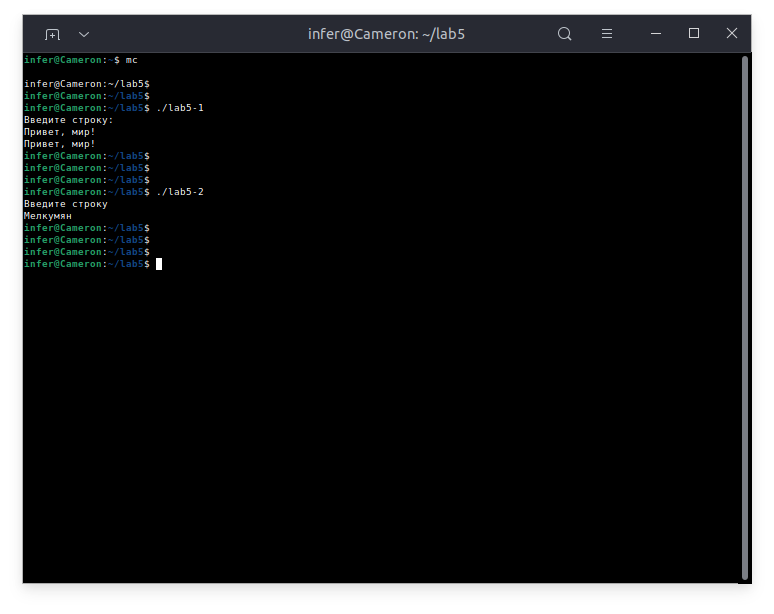 infer@Cameron: ~/lab5
infer@Cameron:~$ mc
infer@Cameron:~/lab5$
infer@Cameron:~/lab5$
infer@Cameron:~/lab5$ ./lab5-1
Введите строку:
Привет, мир!
Привет, мир!
infer@Cameron:~/lab5$
infer@Cameron:~/lab5$
infer@Cameron:~/lab5$
infer@Cameron:~/lab5$ ./lab5-2
Введите строку
Мелкумян
infer@Cameron:~/lab5$
infer@Cameron:~/lab5$
infer@Cameron:~/lab5$
infer@Cameron:~/lab5$